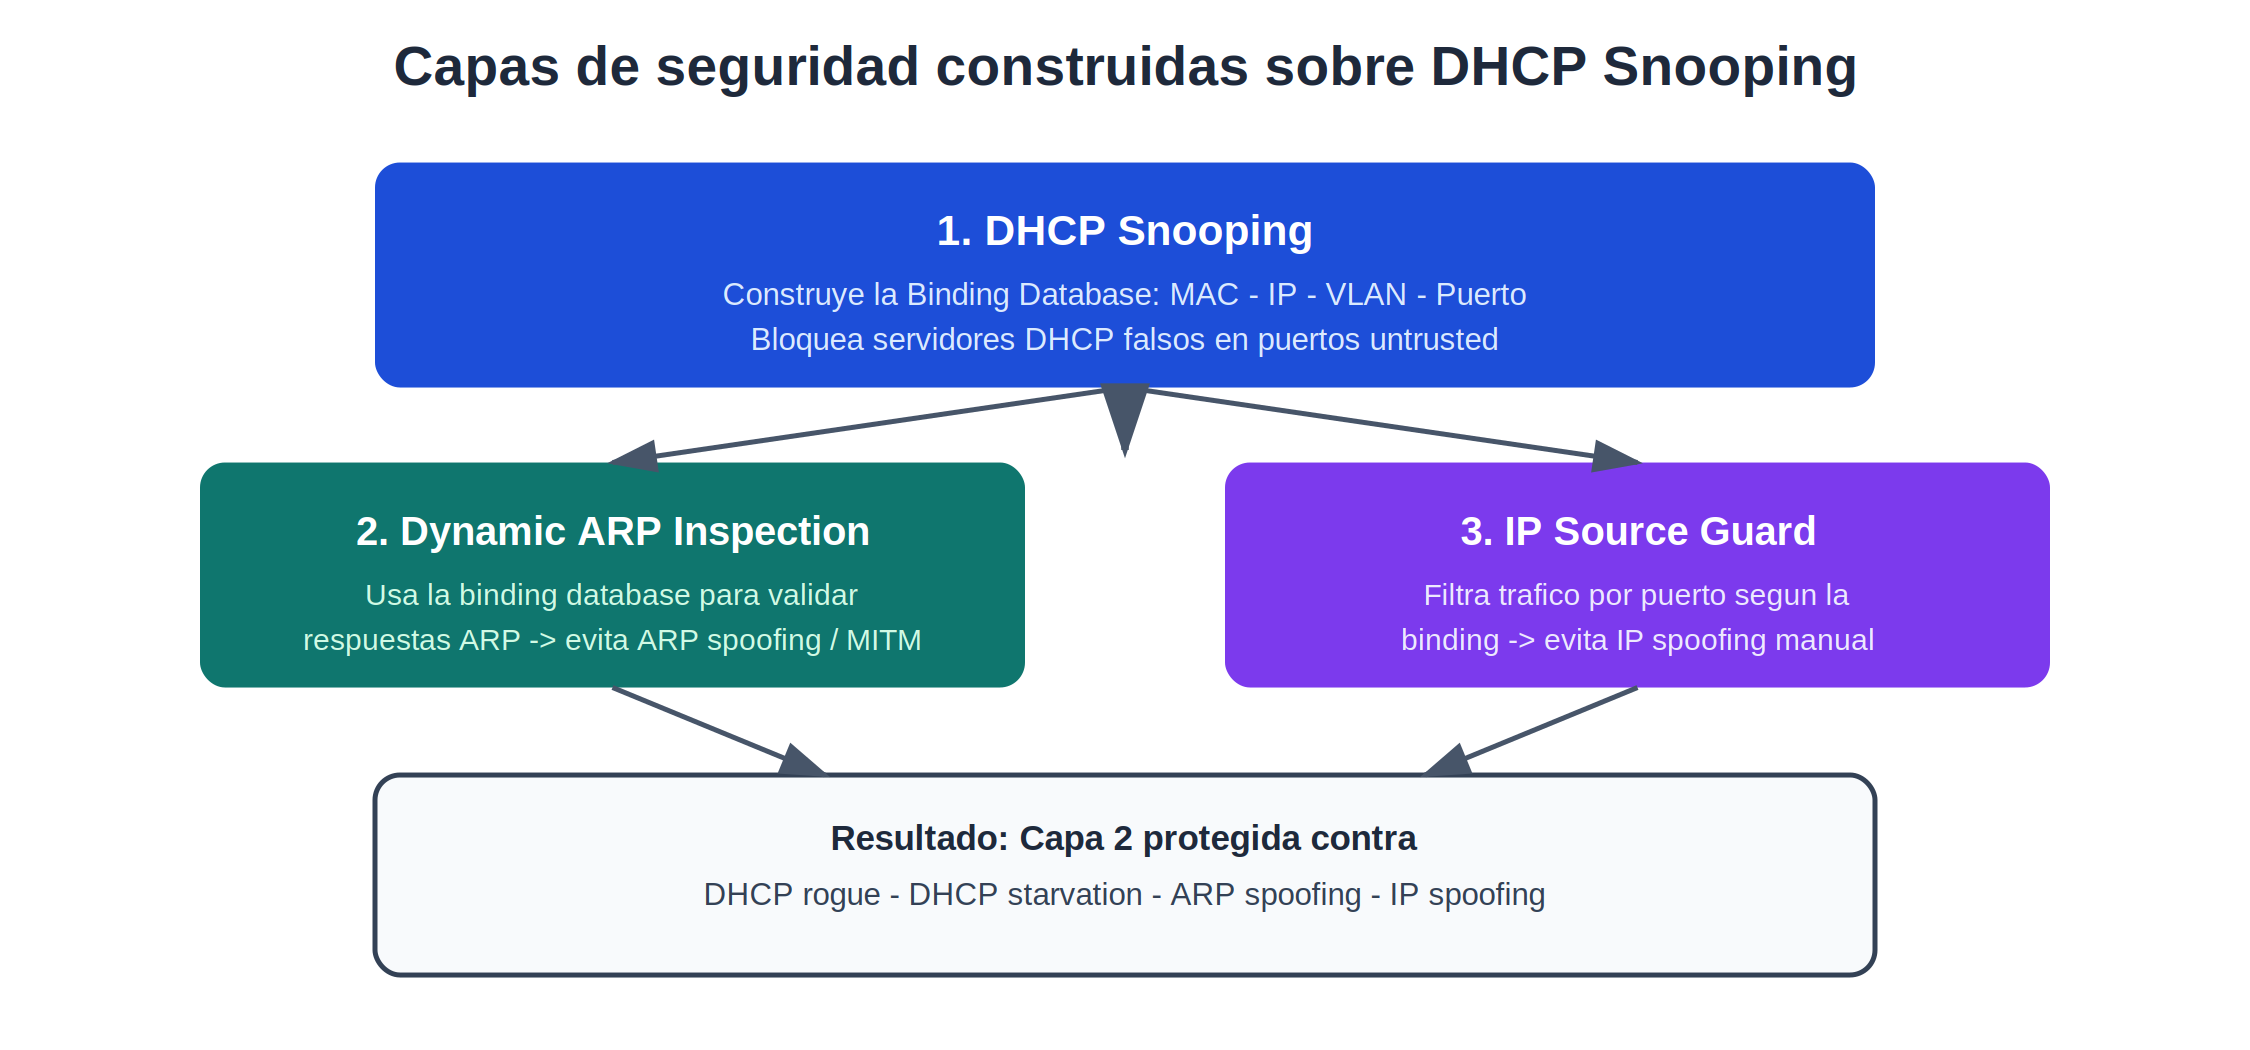 Capas de seguridad construidas sobre DHCP Snooping
1. DHCP Snooping
Construye la Binding Database: MAC - IP - VLAN - Puerto
Bloquea servidores DHCP falsos en puertos untrusted
2. Dynamic ARP Inspection
Usa la binding database para validar
respuestas ARP -> evita ARP spoofing / MITM
3. IP Source Guard
Filtra trafico por puerto segun la
binding -> evita IP spoofing manual
Resultado: Capa 2 protegida contra
DHCP rogue - DHCP starvation - ARP spoofing - IP spoofing